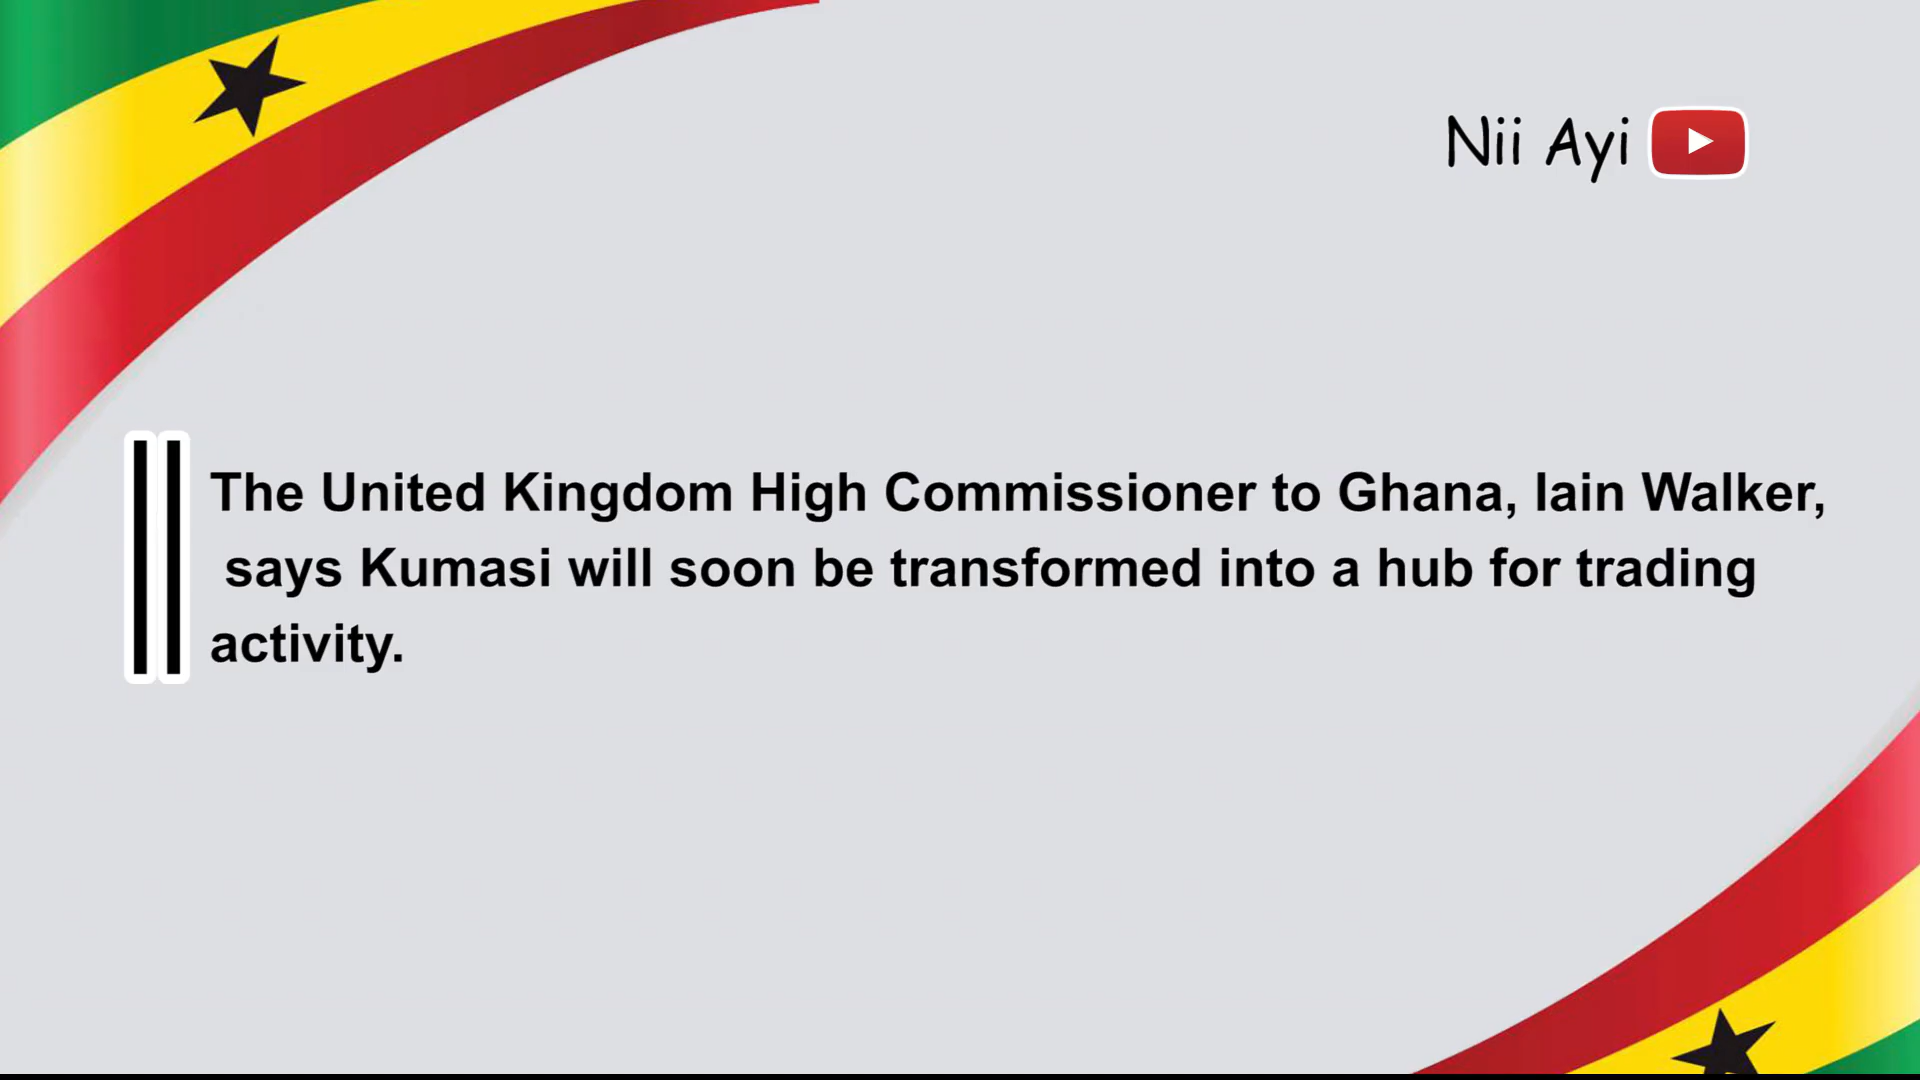 Nii Ayi
The United Kingdom High Commissioner to Ghana, Iain Walker,
says Kumasi will soon be transformed into a hub for trading
activity.